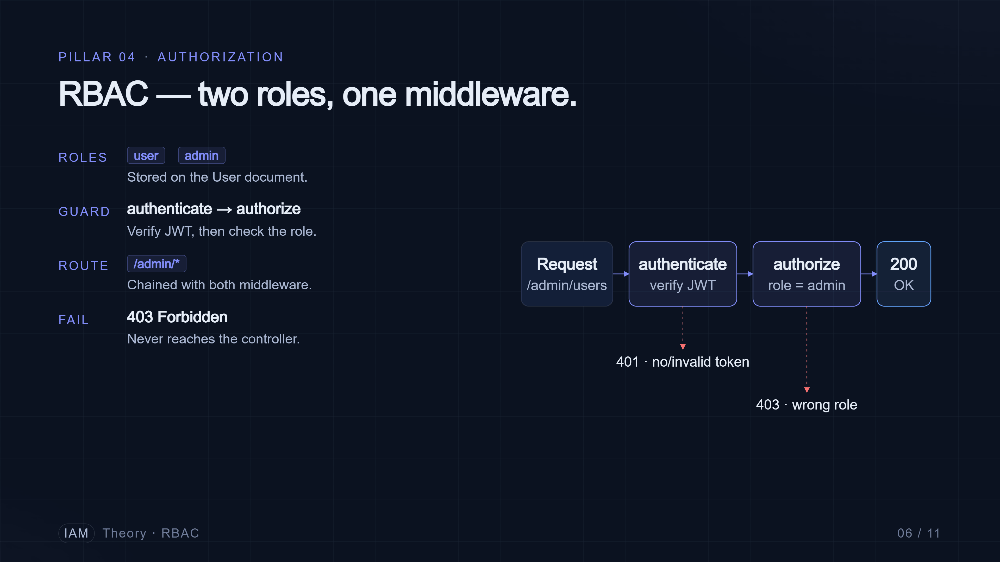 PILLAR 04 · AUTHORIZATION
RBAC — two roles, one middleware.
ROLES user admin
Stored on the User document.
GUARD authenticate → authorize
Verify JWT, then check the role.
ROUTE /admin/*
Chained with both middleware.
FAIL 403 Forbidden
Never reaches the controller.
Request
/admin/users
authenticate
verify JWT
authorize
role = admin
200
OK
401 · no/invalid token
403 · wrong role
IAM Theory · RBAC
06 / 11